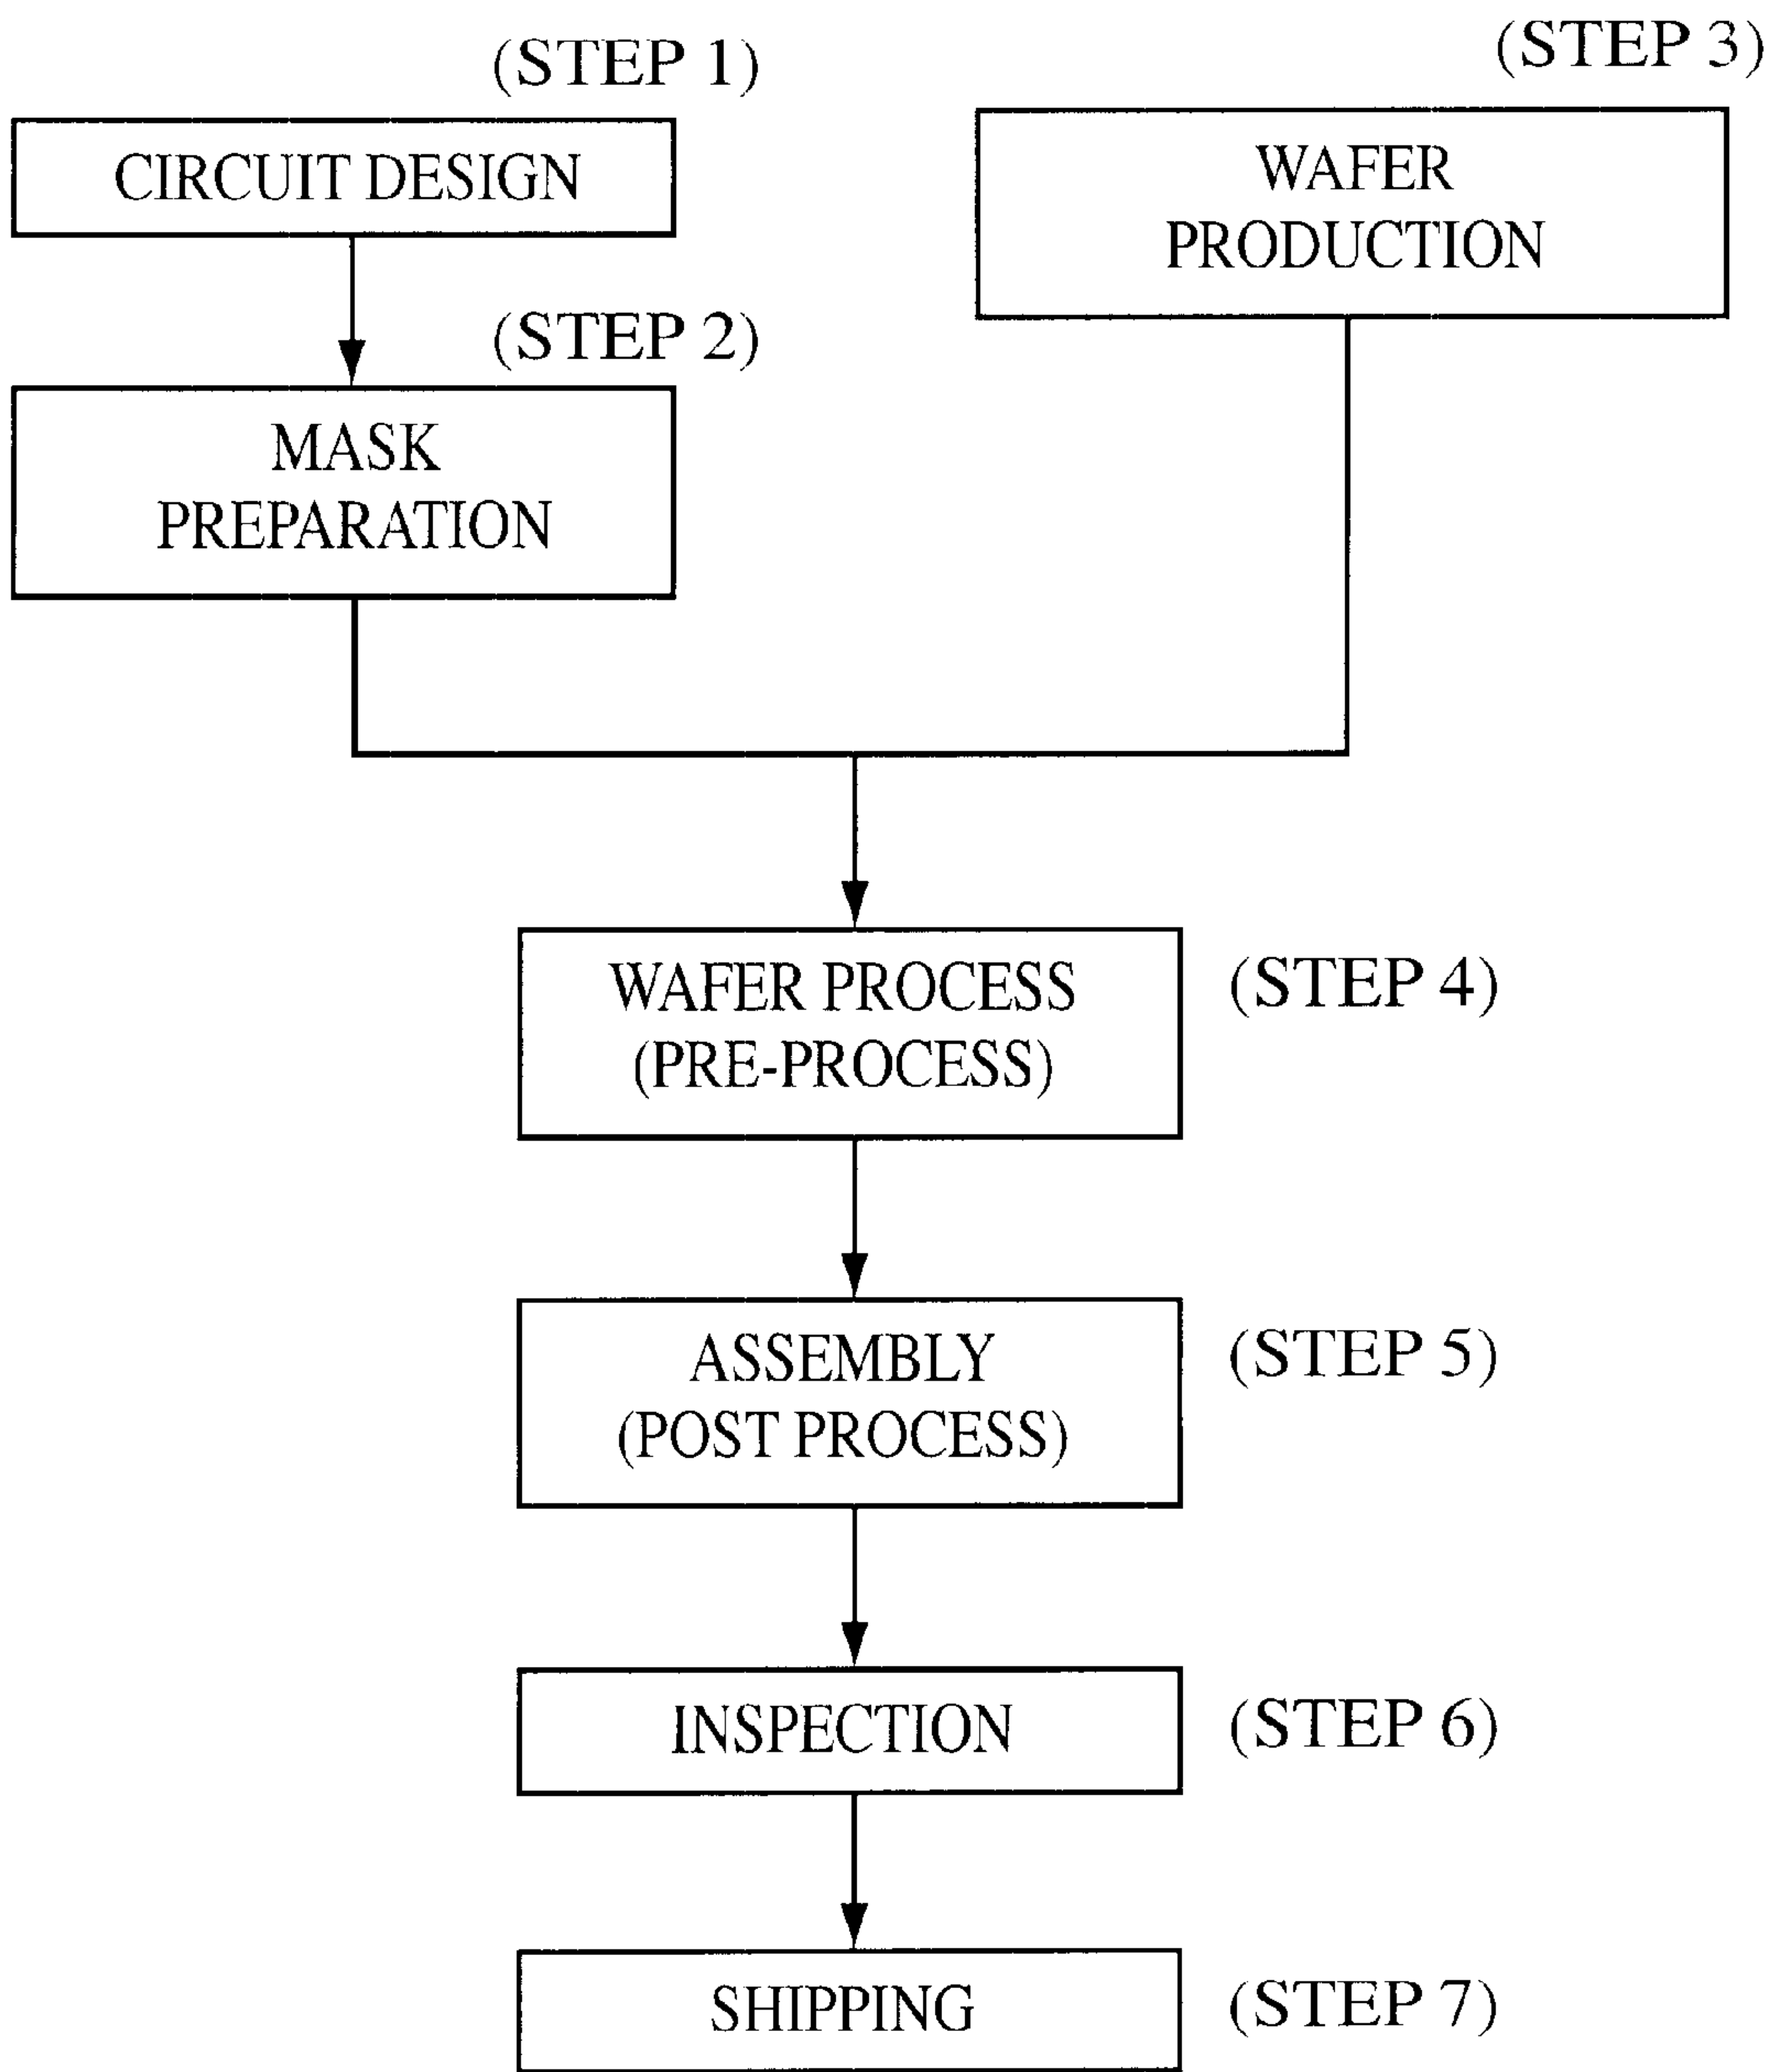 (STEP 1)
CIRCUIT DESIGN
(STEP 2)
MASK
PREPARATION
(STEP 3)
WAFER
PRODUCTION
WAFER PROCESS
(PRE-PROCESS)
(STEP 4)
ASSEMBLY
(POST PROCESS)
(STEP 5)
INSPECTION
(STEP 6)
SHIPPING
(STEP 7)